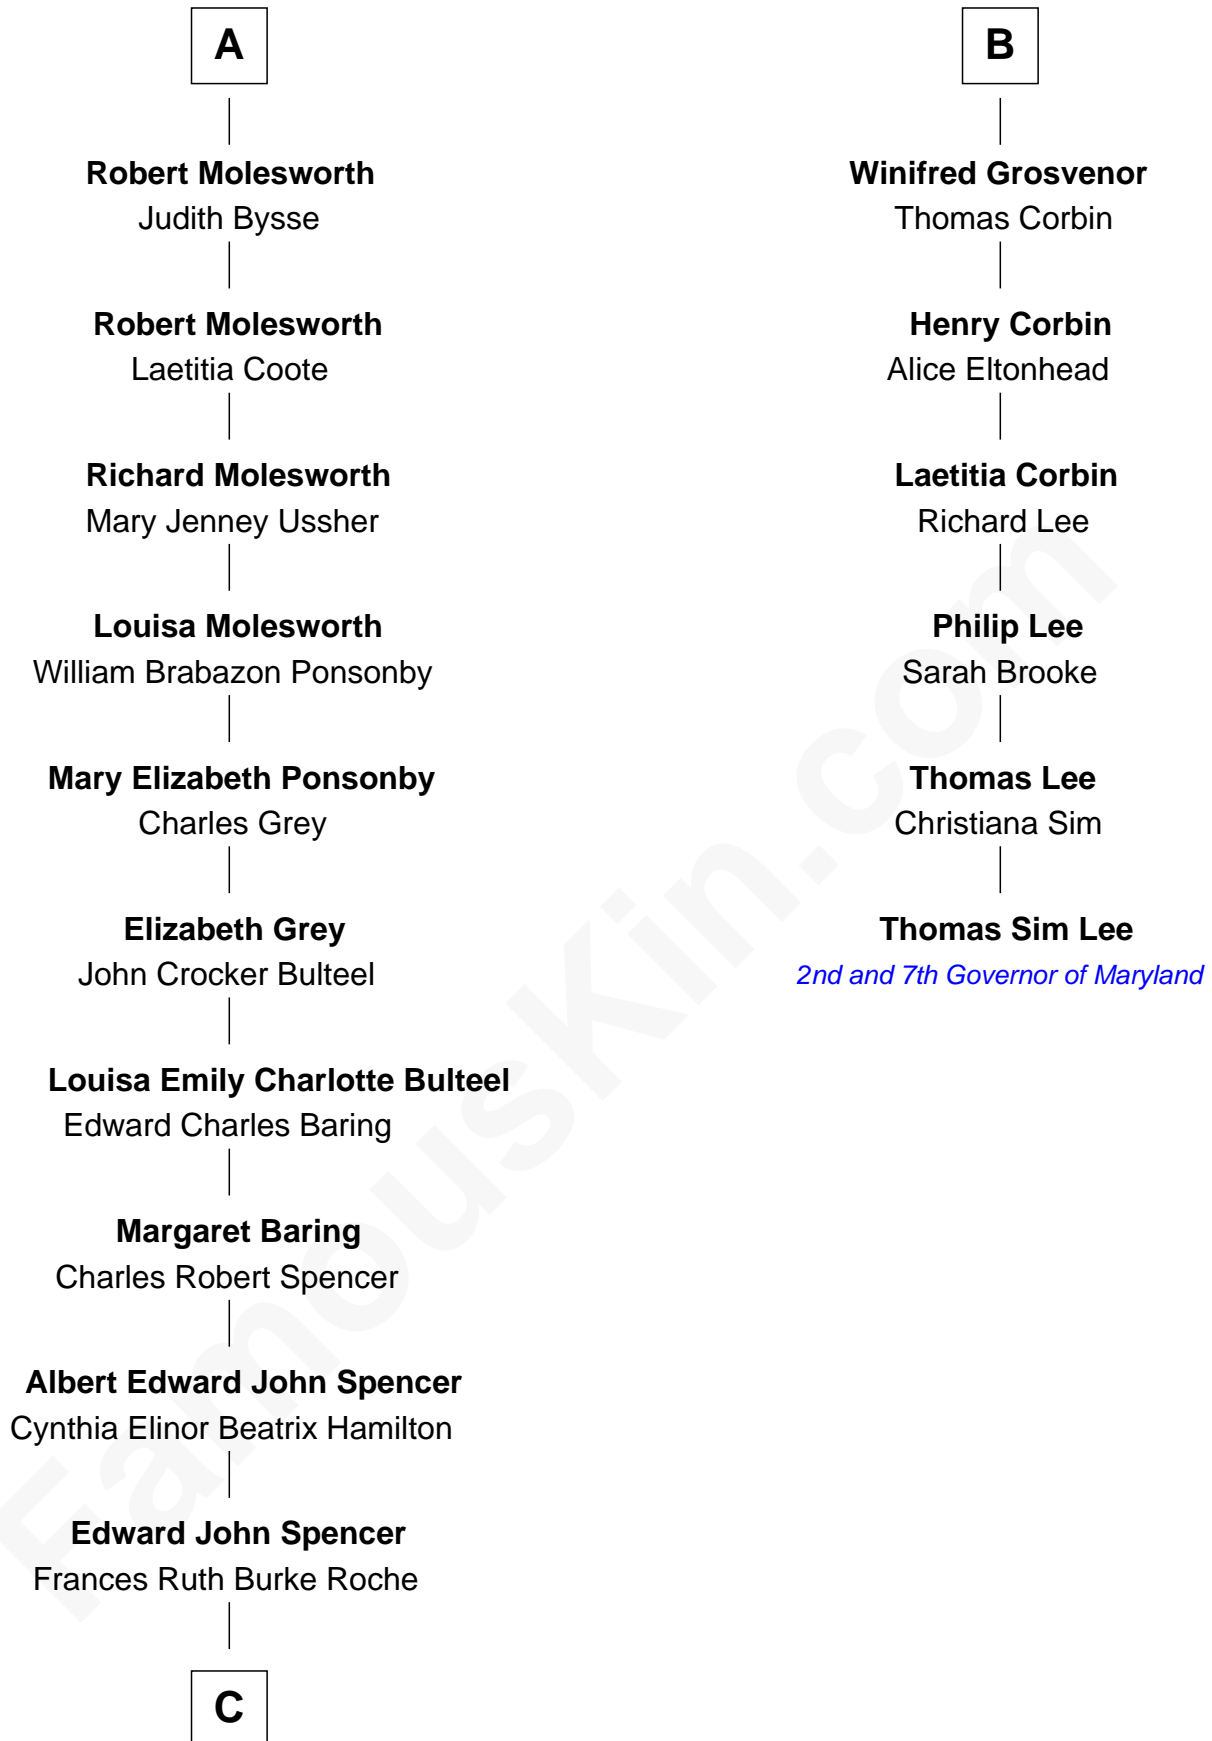 A
Robert Molesworth
Judith Bysse
Robert Molesworth
Laetitia Coote
Richard Molesworth
Mary Jenney Ussher
Louisa Molesworth
William Brabazon Ponsonby
Mary Elizabeth Ponsonby
Charles Grey
Elizabeth Grey
John Crocker Bulteel
Louisa Emily Charlotte Bulteel
Edward Charles Baring
Margaret Baring
Charles Robert Spencer
Albert Edward John Spencer
Cynthia Elinor Beatrix Hamilton
Edward John Spencer
Frances Ruth Burke Roche
C
B
Winifred Grosvenor
Thomas Corbin
Henry Corbin
Alice Eltonhead
Laetitia Corbin
Richard Lee
Philip Lee
Sarah Brooke
Thomas Lee
Christiana Sim
Thomas Sim Lee
2nd and 7th Governor of Maryland
FamousKin.com